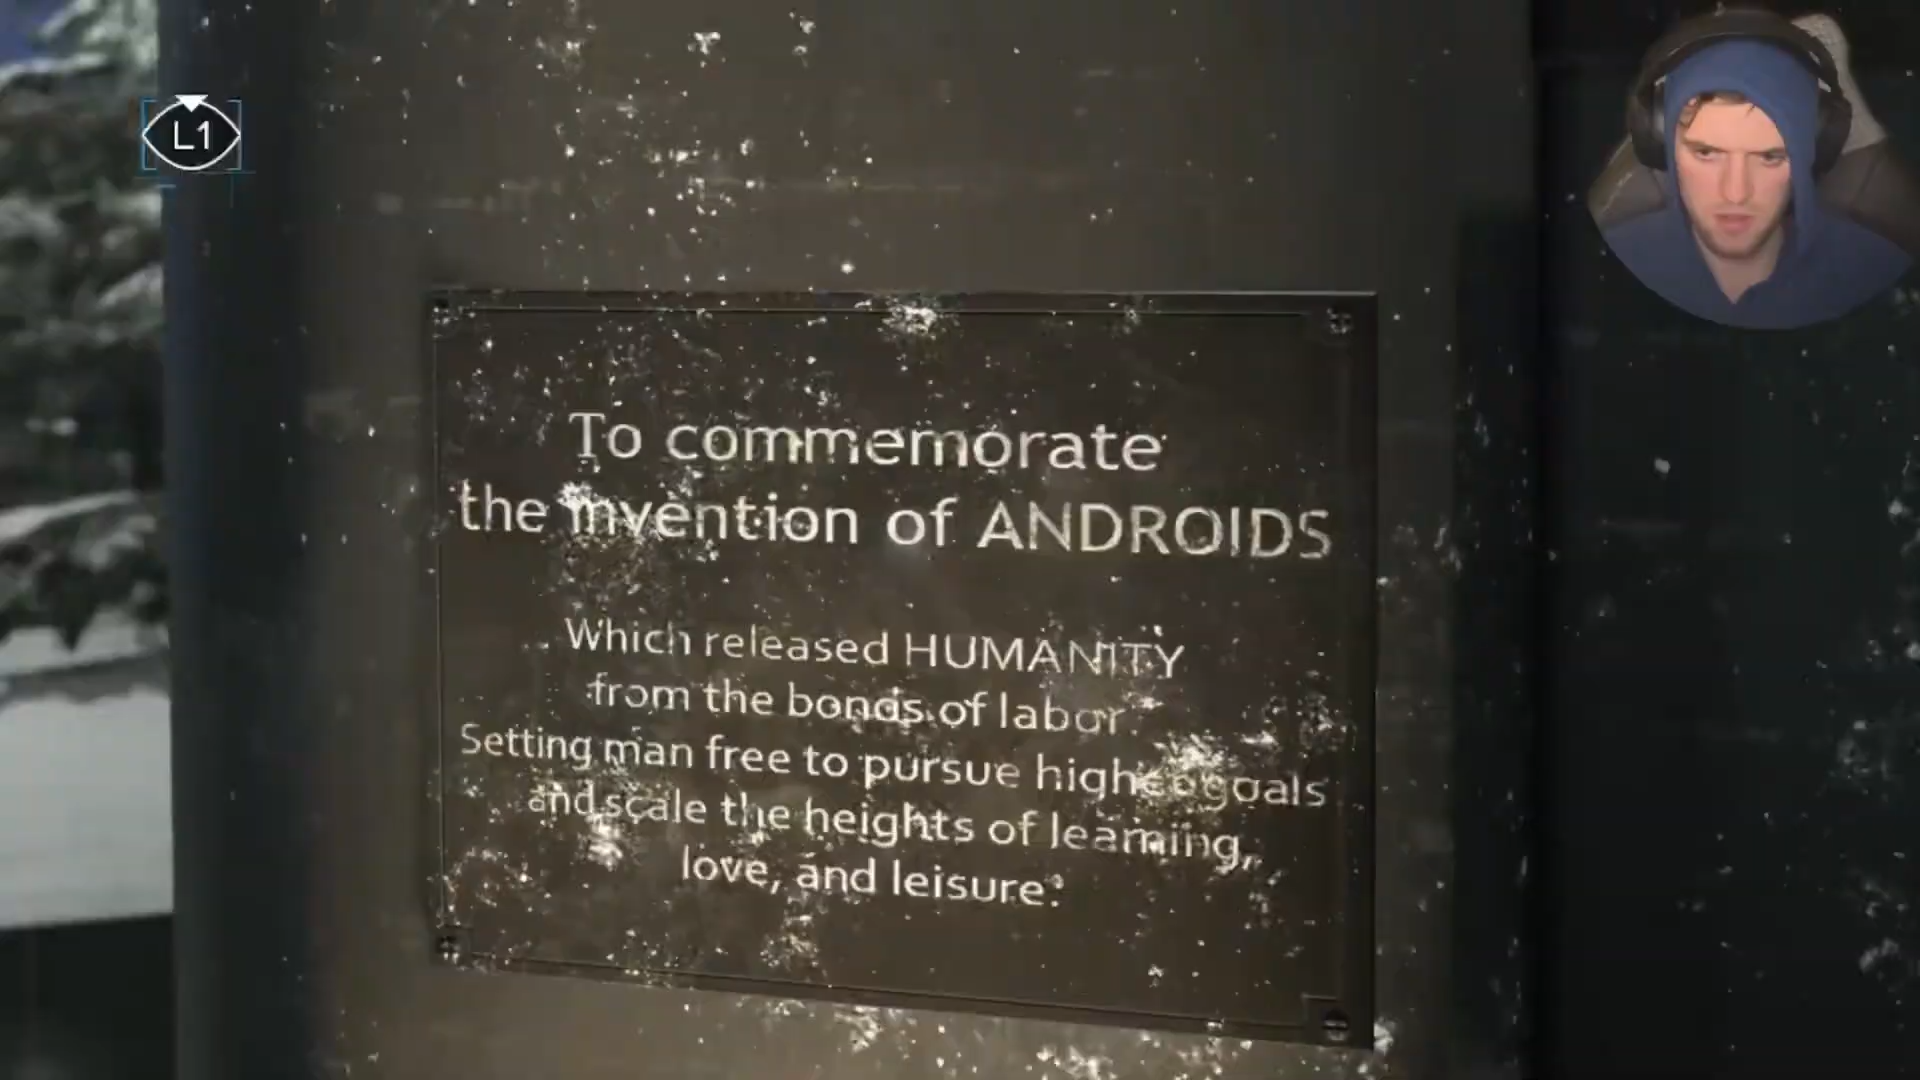 L1
To commemorate
the invention of ANDROIDS
Which released HUMANITY
from the bonds of labor.
Setting man free to pursue higher goals
and scale the heights of learning,
love, and leisure.